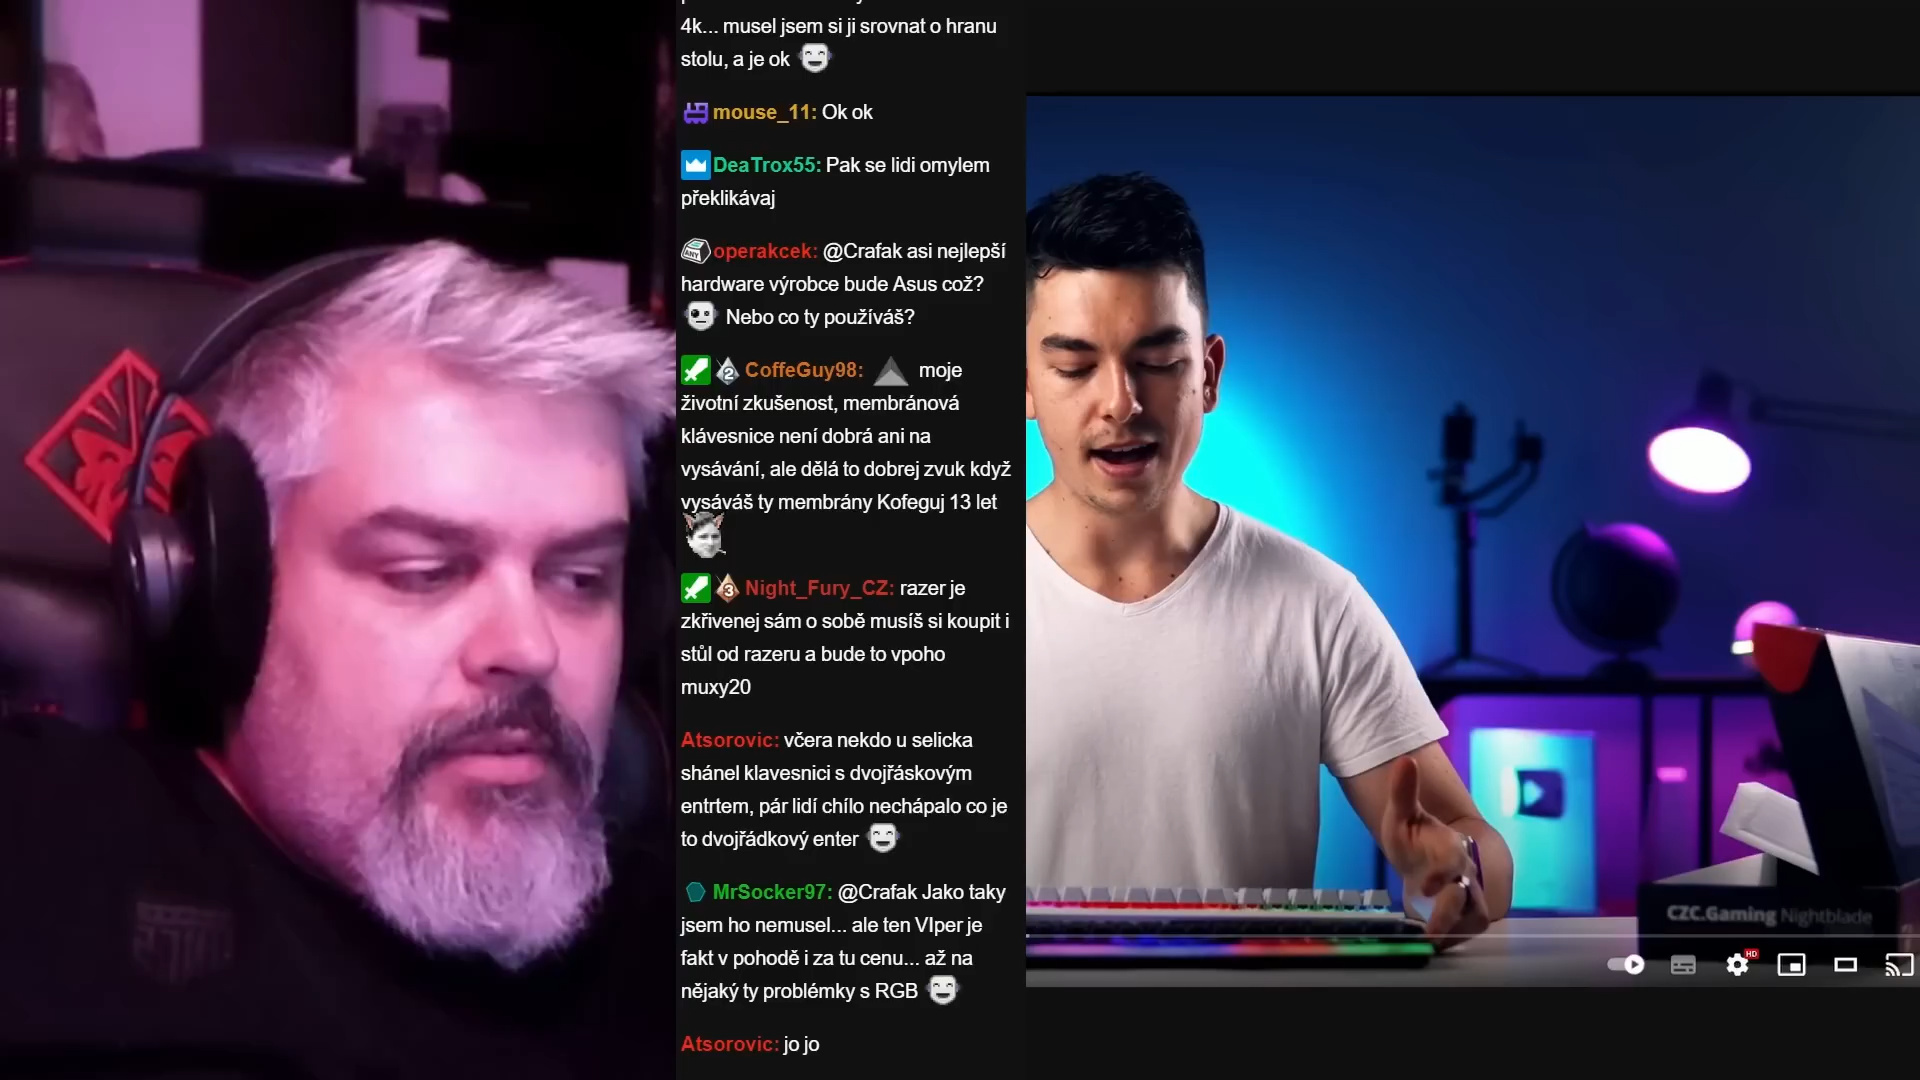 4k... musel jsem si ji srovnat o hranu
stolu, a je ok
mouse_11: Ok ok
DeaTrox55: Pak se lidi omylem
překlikávaj
ANY operakcek: @Crafak asi nejlepší
hardware výrobce bude Asus což?
Nebo co ty používáš?
2 CoffeGuy98: moje
životní zkušenost, membránová
klávesnice není dobrá ani na
vysávání, ale dělá to dobrej zvuk když
vysáváš ty membrány Kofeguj 13 let
3 Night_Fury_CZ: razer je
zkřivenej sám o sobě musíš si koupit i
stůl od razeru a bude to vpoho
muxy20
Atsorovic: včera nekdo u selicka
shánel klavesnici s dvojřáskovým
entrtem, pár lidí chílo nechápalo co je
to dvojřádkový enter
MrSocker97: @Crafak Jako taky
jsem ho nemusel... ale ten VIper je
fakt v pohodě i za tu cenu... až na
nějaký ty problémky s RGB
Atsorovic: jo jo
CZC.Gaming Nightblade
HD